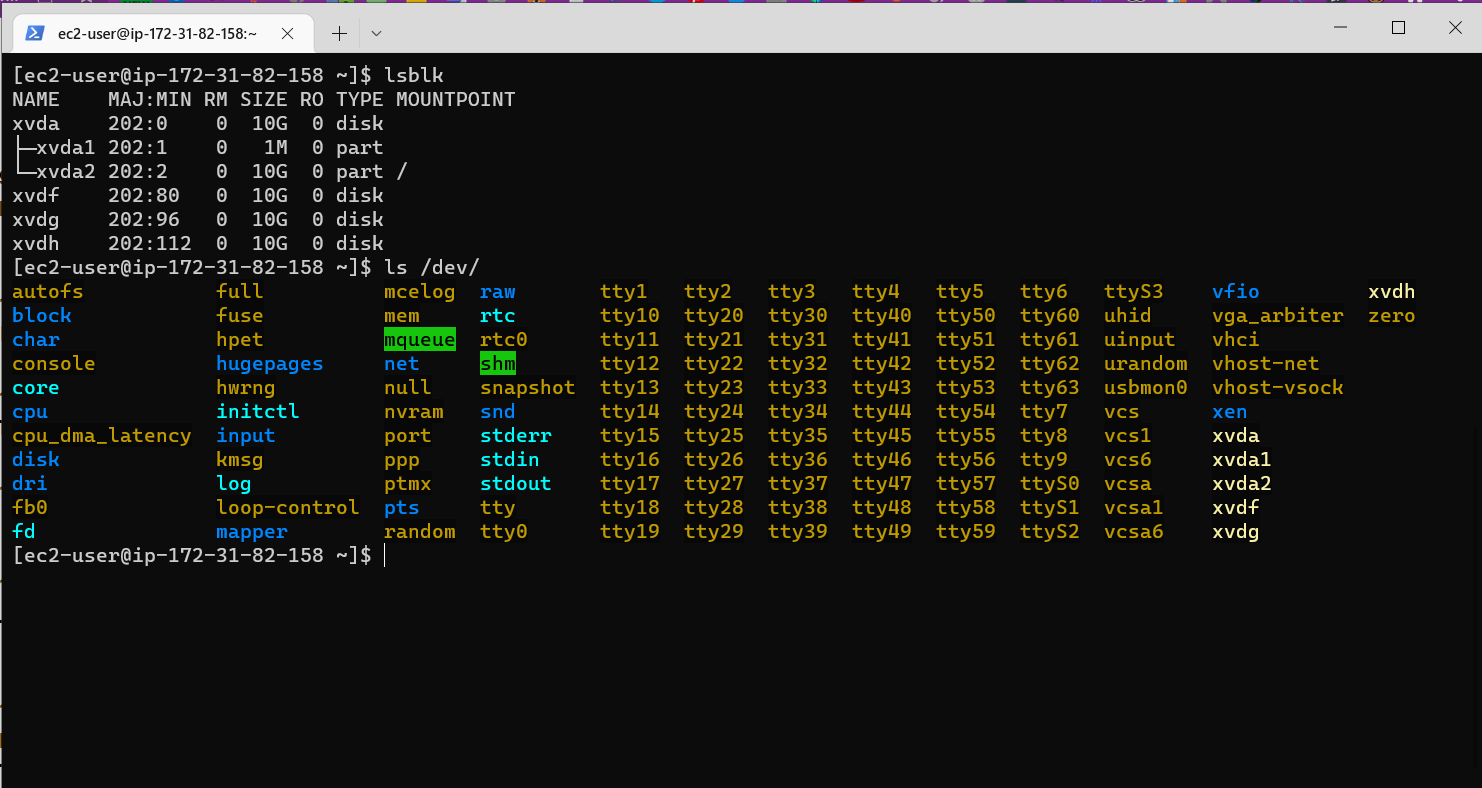 ec2-user@ip-172-31-82-158:~
[ec2-user@ip-172-31-82-158 ~]$ lsblk
NAME    MAJ:MIN RM SIZE RO TYPE MOUNTPOINT
xvda    202:0    0  10G  0 disk
├─xvda1 202:1    0   1M  0 part
└─xvda2 202:2    0  10G  0 part /
xvdf    202:80   0  10G  0 disk
xvdg    202:96   0  10G  0 disk
xvdh    202:112  0  10G  0 disk
[ec2-user@ip-172-31-82-158 ~]$ ls /dev/
autofs           full          mcelog  raw       tty1   tty2   tty3   tty4   tty5   tty6   ttyS3    vfio         xvdh
block            fuse          mem     rtc       tty10  tty20  tty30  tty40  tty50  tty60  uhid     vga_arbiter  zero
char             hpet          mqueue  rtc0      tty11  tty21  tty31  tty41  tty51  tty61  uinput   vhci
console          hugepages     net     shm       tty12  tty22  tty32  tty42  tty52  tty62  urandom  vhost-net
core             hwrng         null    snapshot  tty13  tty23  tty33  tty43  tty53  tty63  usbmon0  vhost-vsock
cpu              initctl       nvram   snd       tty14  tty24  tty34  tty44  tty54  tty7   vcs      xen
cpu_dma_latency  input         port    stderr    tty15  tty25  tty35  tty45  tty55  tty8   vcs1     xvda
disk             kmsg          ppp     stdin     tty16  tty26  tty36  tty46  tty56  tty9   vcs6     xvda1
dri              log           ptmx    stdout    tty17  tty27  tty37  tty47  tty57  ttyS0  vcsa     xvda2
fb0              loop-control  pts     tty       tty18  tty28  tty38  tty48  tty58  ttyS1  vcsa1    xvdf
fd               mapper        random  tty0      tty19  tty29  tty39  tty49  tty59  ttyS2  vcsa6    xvdg
[ec2-user@ip-172-31-82-158 ~]$